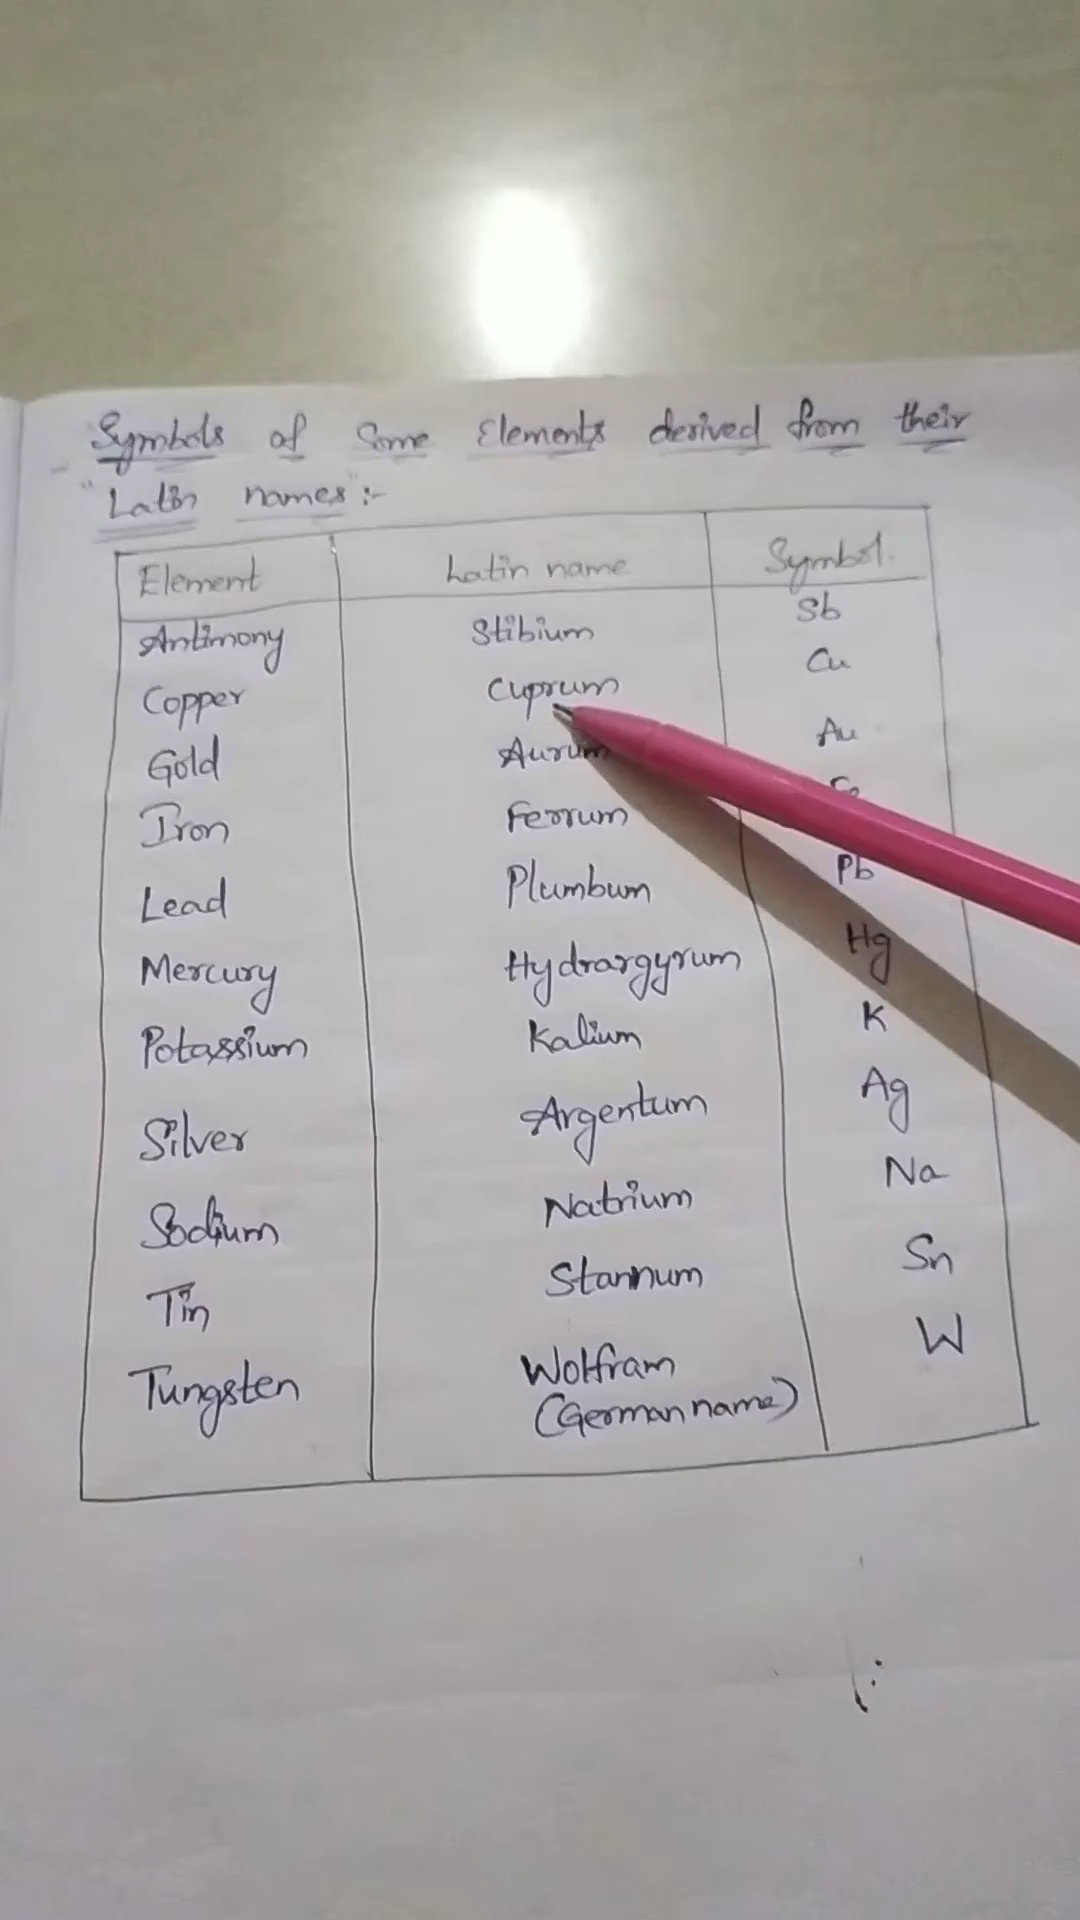 Symbols of Some Elements derived from their
"Latin names":-
Element Latin name Symbol.
Antimony Stibium Sb
Copper Cuprum Cu
Gold Aurum Au
Iron Ferrum
Lead Plumbum Pb
Mercury Hydrargyrum Hg
Potassium Kalium K
Silver Argentum Ag
Sodium Natrium Na
Tin Stannum Sn
Tungsten Wolfram W
(German name)